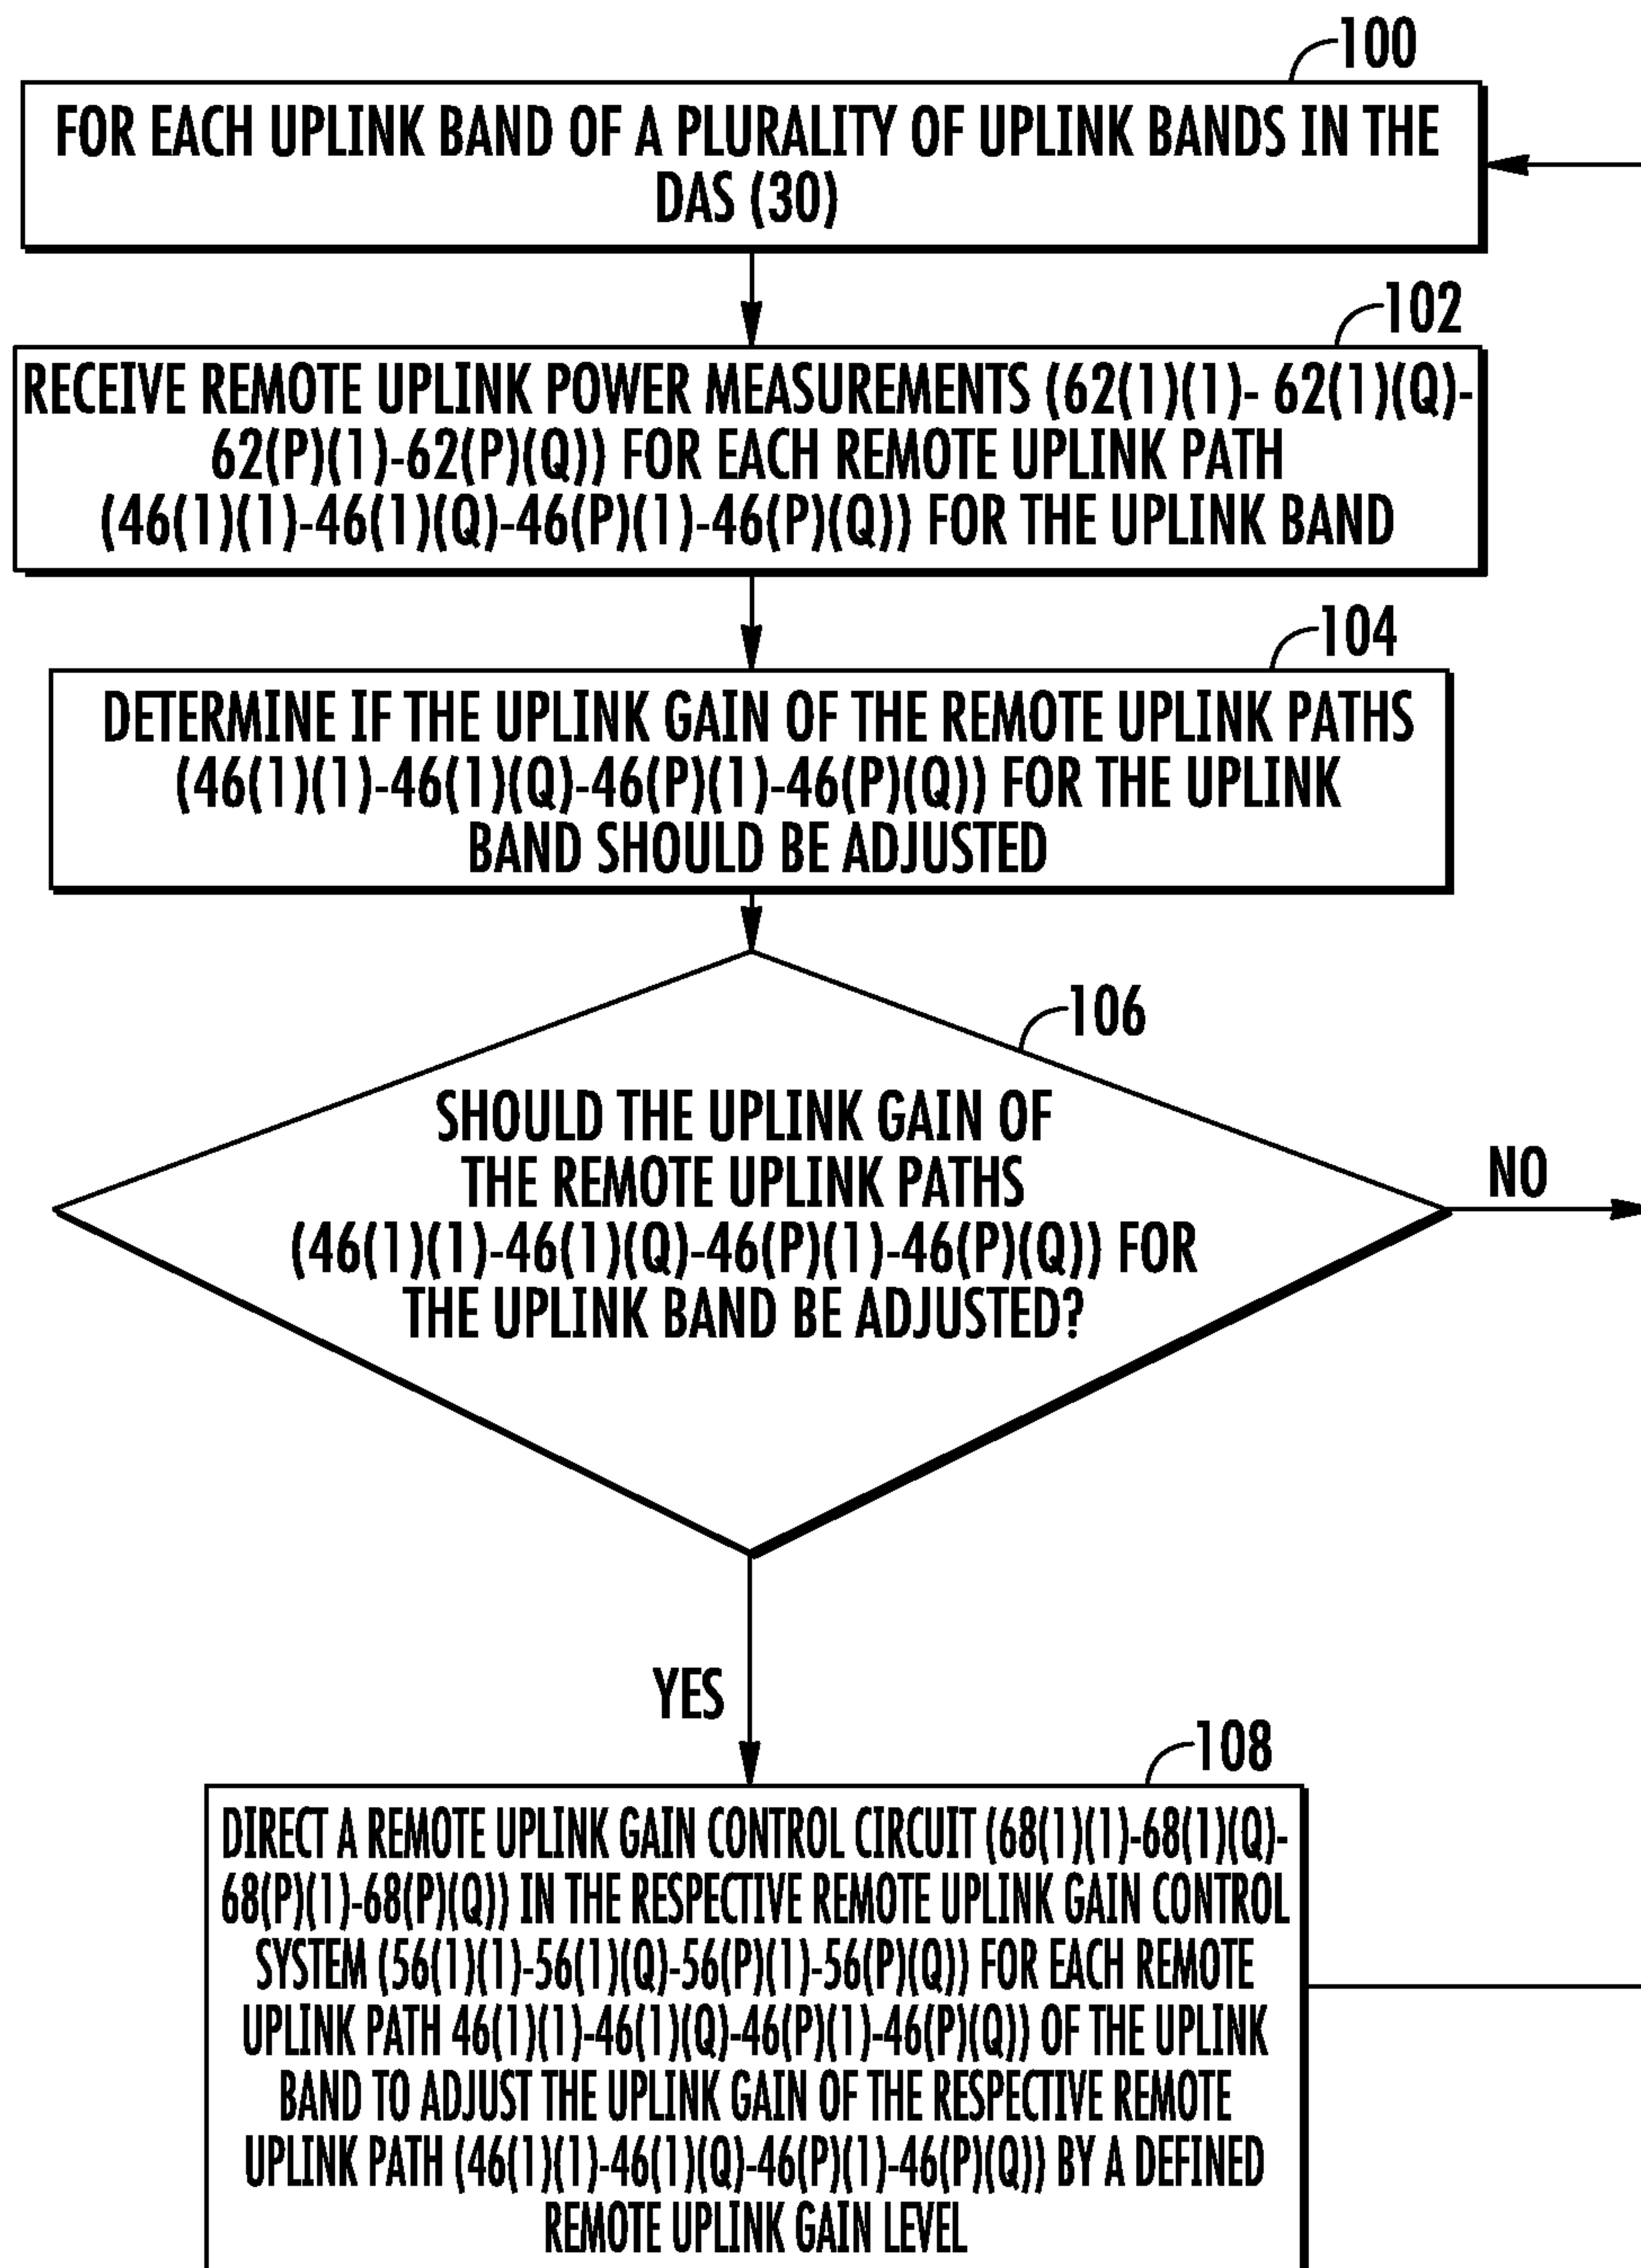 100
FOR EACH UPLINK BAND OF A PLURALITY OF UPLINK BANDS IN THE
DAS (30)
102
RECEIVE REMOTE UPLINK POWER MEASUREMENTS (62(1)(1)- 62(1)(Q)-
62(P)(1)-62(P)(Q)) FOR EACH REMOTE UPLINK PATH
(46(1)(1)-46(1)(Q)-46(P)(1)-46(P)(Q)) FOR THE UPLINK BAND
104
DETERMINE IF THE UPLINK GAIN OF THE REMOTE UPLINK PATHS
(46(1)(1)-46(1)(Q)-46(P)(1)-46(P)(Q)) FOR THE UPLINK
BAND SHOULD BE ADJUSTED
106
SHOULD THE UPLINK GAIN OF
THE REMOTE UPLINK PATHS
(46(1)(1)-46(1)(Q)-46(P)(1)-46(P)(Q)) FOR
THE UPLINK BAND BE ADJUSTED?
NO
YES
108
DIRECT A REMOTE UPLINK GAIN CONTROL CIRCUIT (68(1)(1)-68(1)(Q)-
68(P)(1)-68(P)(Q)) IN THE RESPECTIVE REMOTE UPLINK GAIN CONTROL
SYSTEM (56(1)(1)-56(1)(Q)-56(P)(1)-56(P)(Q)) FOR EACH REMOTE
UPLINK PATH 46(1)(1)-46(1)(Q)-46(P)(1)-46(P)(Q)) OF THE UPLINK
BAND TO ADJUST THE UPLINK GAIN OF THE RESPECTIVE REMOTE
UPLINK PATH (46(1)(1)-46(1)(Q)-46(P)(1)-46(P)(Q)) BY A DEFINED
REMOTE UPLINK GAIN LEVEL